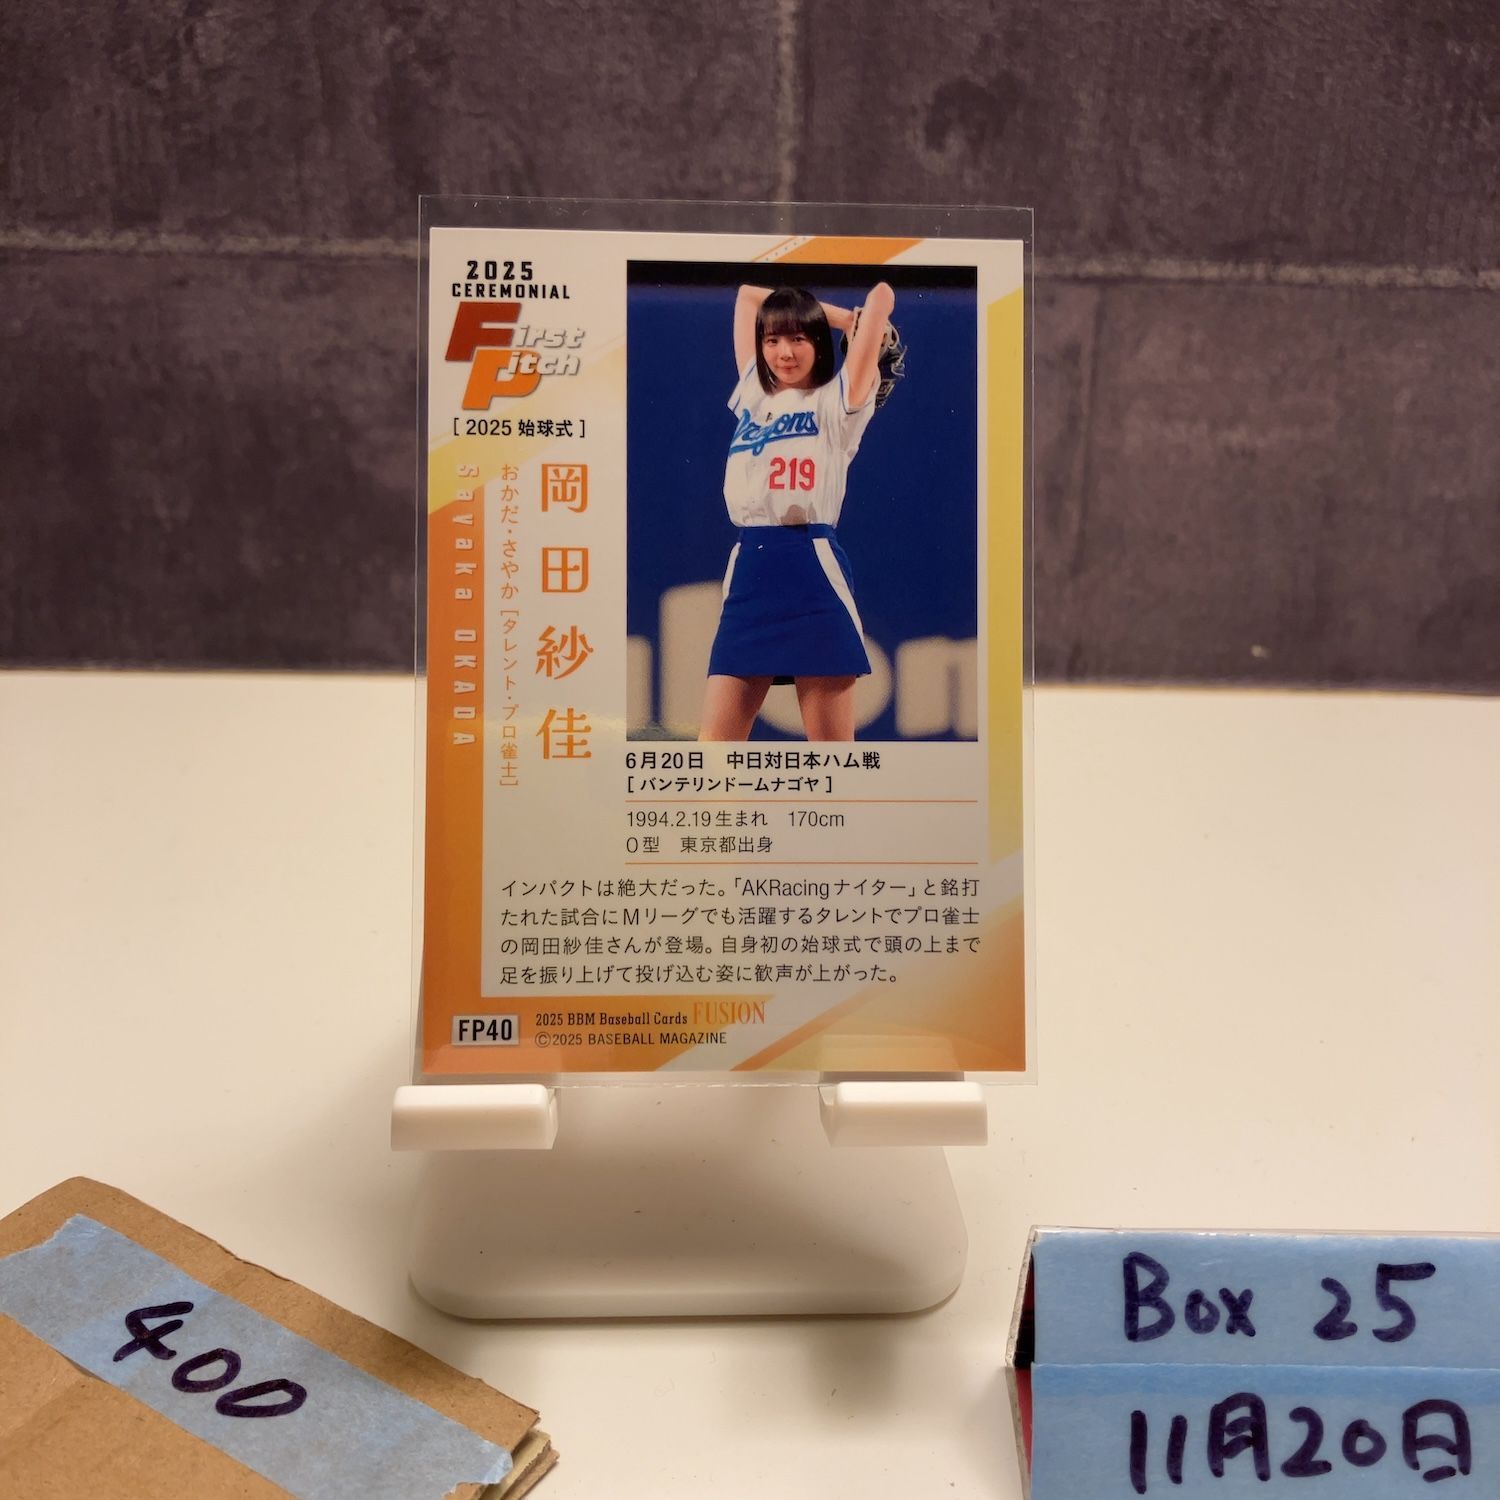 2025
CEREMONIAL
First
Pitch
[ 2025 始球式 ]
岡田紗佳
おかだ・さやか [タレント・プロ雀士]
Sayaka OKADA
Dragons
219
6月20日　中日対日本ハム戦
[ バンテリンドームナゴヤ ]
1994.2.19生まれ　170cm
O型　東京都出身
インパクトは絶大だった。「AKRacingナイター」と銘打
たれた試合にMリーグでも活躍するタレントでプロ雀士
の岡田紗佳さんが登場。自身初の始球式で頭の上まで
足を振り上げて投げ込む姿に歓声が上がった。
FP40
2025 BBM Baseball Cards FUSION
©2025 BASEBALL MAGAZINE
400
Box 25
11月20日